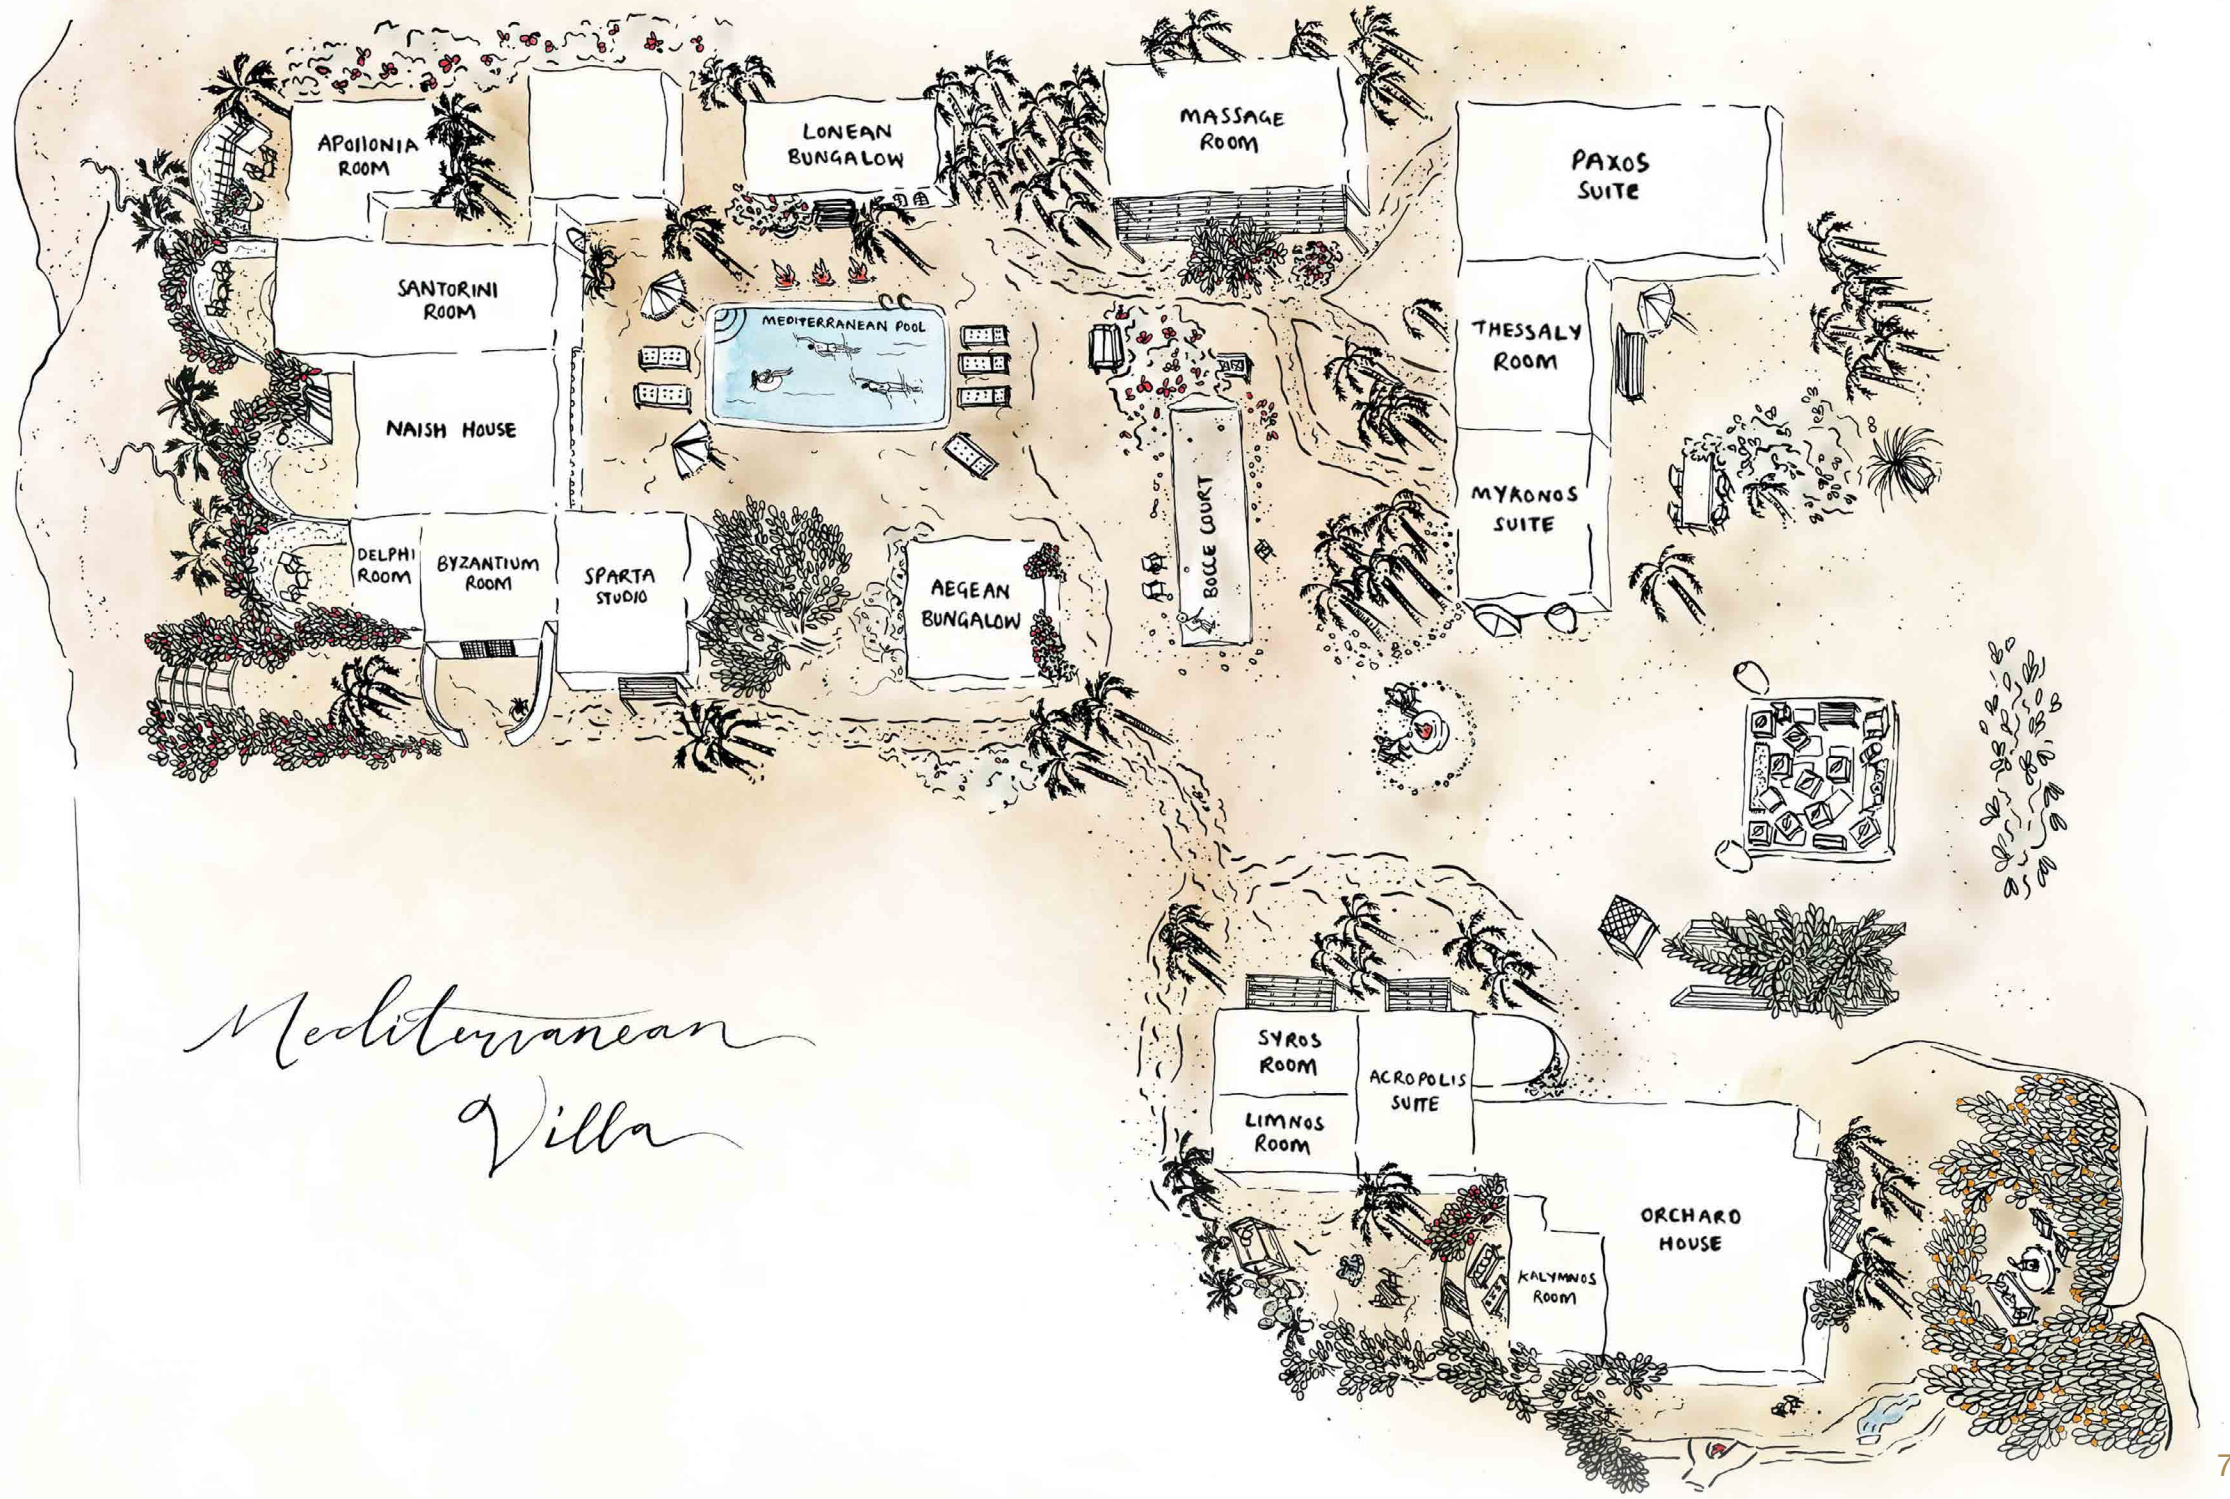 APOLLONIA
ROOM
LONEAN
BUNGALOW
MASSAGE
ROOM
PAXOS
SUITE
SANTORINI
ROOM
MEDITERRANEAN POOL
THESSALY
ROOM
NAISH HOUSE
MYKONOS
SUITE
BOCCE COURT
DELPHI
ROOM
BYZANTIUM
ROOM
SPARTA
STUDIO
AEGEAN
BUNGALOW
Mediterranean
Villa
SYROS
ROOM
ACROPOLIS
SUITE
LIMNOS
ROOM
ORCHARD
HOUSE
KALYMNOS
ROOM
7